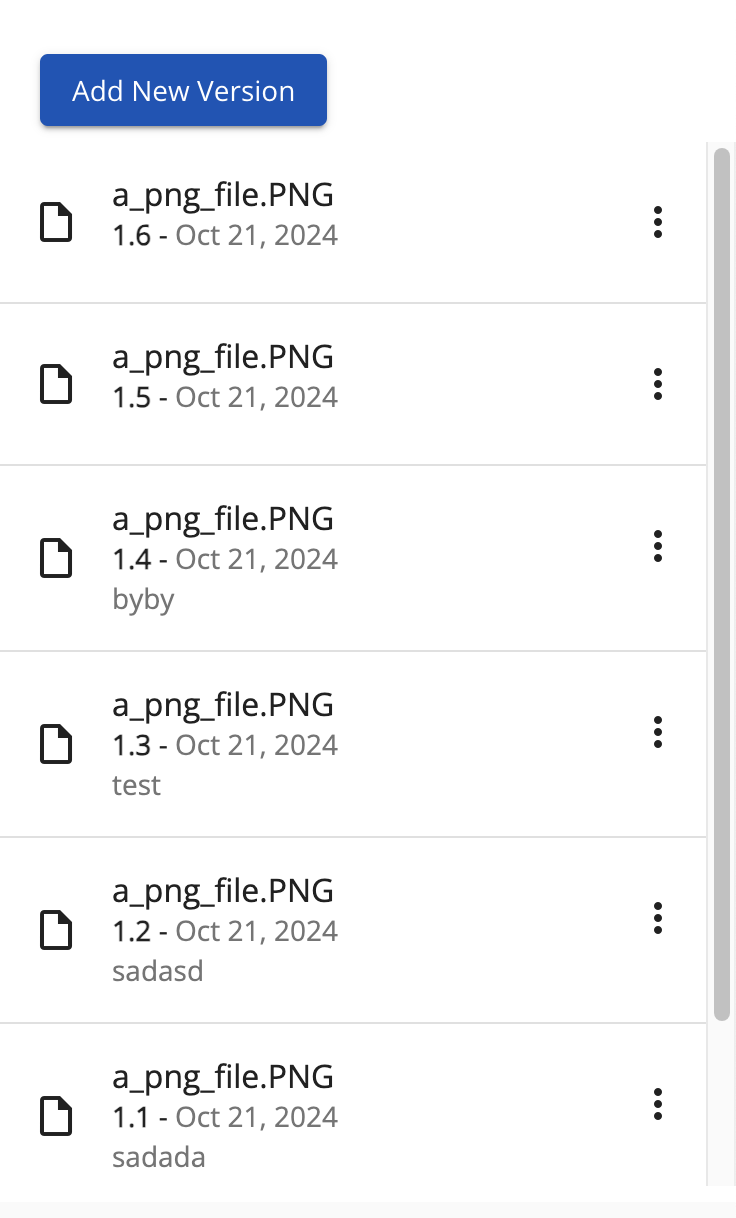 Add New Version
a_png_file.PNG
1.6 - Oct 21, 2024
a_png_file.PNG
1.5 - Oct 21, 2024
a_png_file.PNG
1.4 - Oct 21, 2024
byby
a_png_file.PNG
1.3 - Oct 21, 2024
test
a_png_file.PNG
1.2 - Oct 21, 2024
sadasd
a_png_file.PNG
1.1 - Oct 21, 2024
sadada